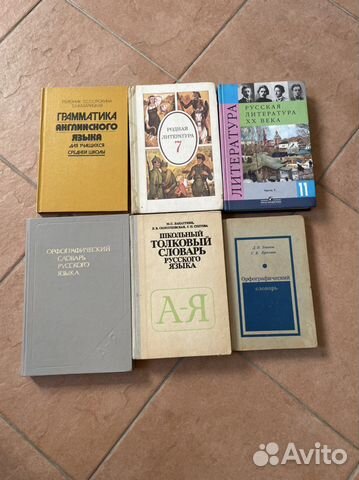 ГРАММАТИКА
АНГЛИЙСКОГО
ЯЗЫКА
ДЛЯ УЧАЩИХСЯ
СРЕДНЕЙ ШКОЛЫ
РОДНАЯ
ЛИТЕРАТУРА
7
ЛИТЕРАТУРА
РУССКАЯ
ЛИТЕРАТУРА
XX ВЕКА
11
ОРФОГРАФИЧЕСКИЙ
СЛОВАРЬ
РУССКОГО
ЯЗЫКА
ШКОЛЬНЫЙ
ТОЛКОВЫЙ
СЛОВАРЬ
РУССКОГО ЯЗЫКА
А-Я
Орфографический
словарь
Avito